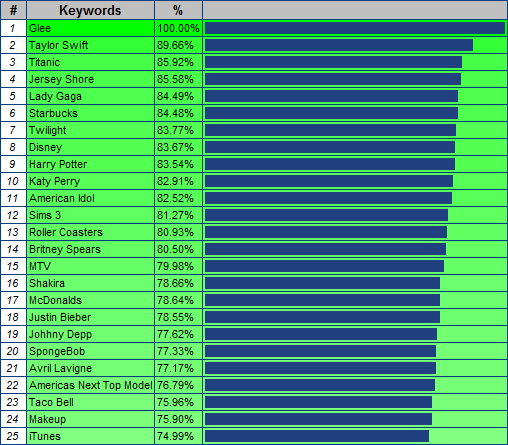 # Keywords %
1 Glee 100.00%
2 Taylor Swift 89.66%
3 Titanic 85.92%
4 Jersey Shore 85.58%
5 Lady Gaga 84.49%
6 Starbucks 84.48%
7 Twilight 83.77%
8 Disney 83.67%
9 Harry Potter 83.54%
10 Katy Perry 82.91%
11 American Idol 82.52%
12 Sims 3 81.27%
13 Roller Coasters 80.93%
14 Britney Spears 80.50%
15 MTV 79.98%
16 Shakira 78.66%
17 McDonalds 78.64%
18 Justin Bieber 78.55%
19 Johhny Depp 77.62%
20 SpongeBob 77.33%
21 Avril Lavigne 77.17%
22 Americas Next Top Model 76.79%
23 Taco Bell 75.96%
24 Makeup 75.90%
25 iTunes 74.99%